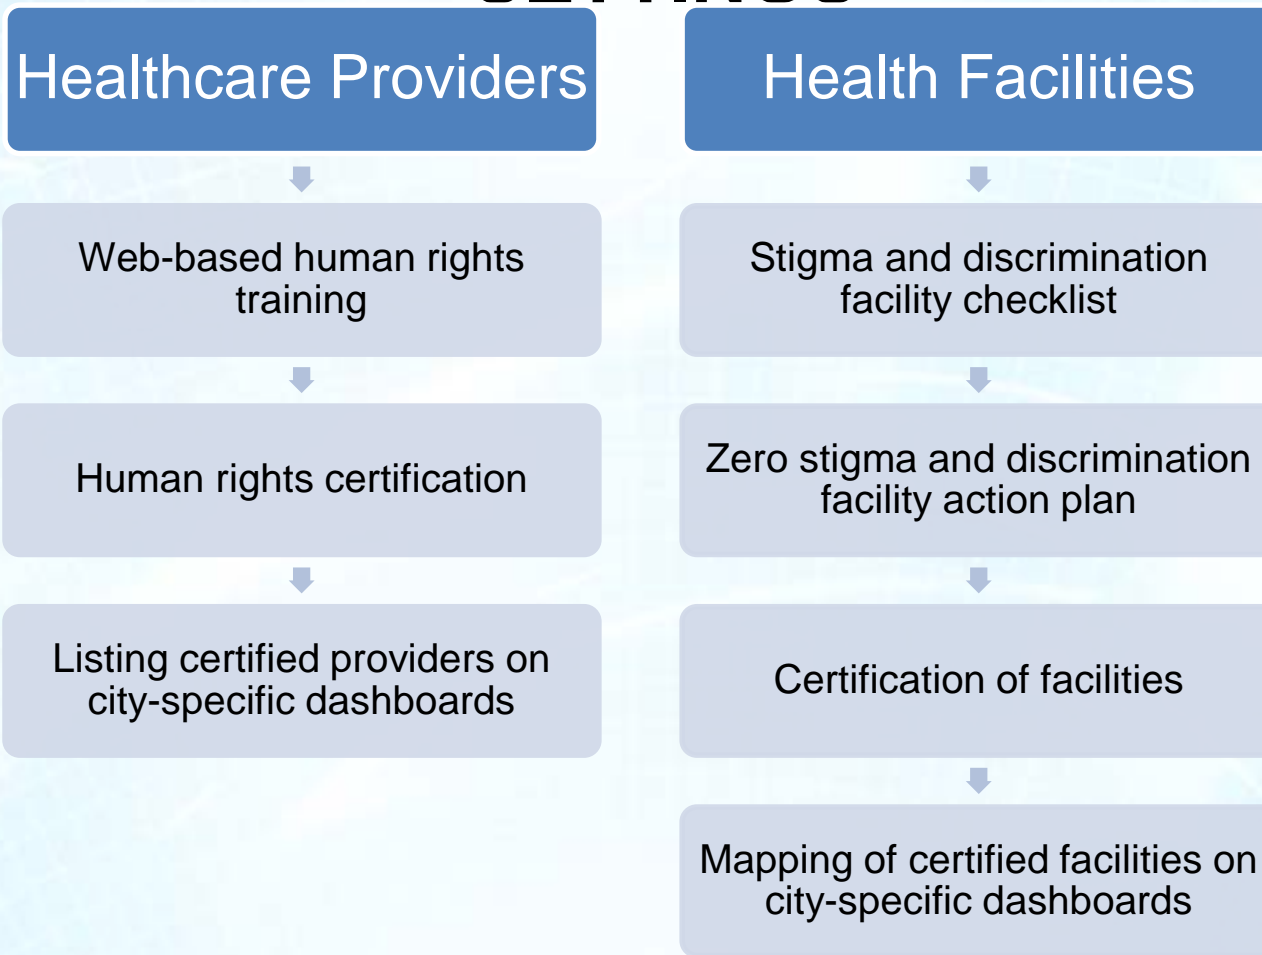 Healthcare Providers
Web-based human rights
training
Human rights certification
Listing certified providers on
city-specific dashboards
Health Facilities
Stigma and discrimination
facility checklist
Zero stigma and discrimination
facility action plan
Certification of facilities
Mapping of certified facilities on
city-specific dashboards